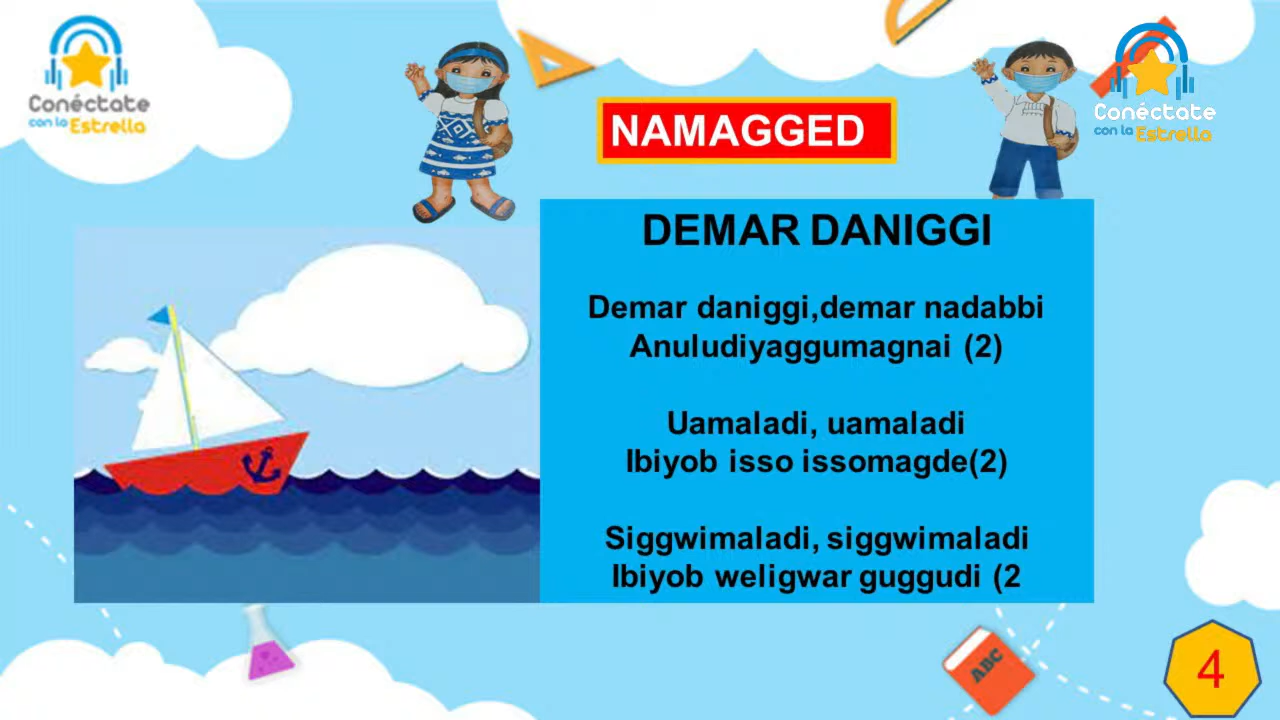 Conéctate
con la Estrella
NAMAGGED
Conéctate
con la Estrella
DEMAR DANIGGI
Demar daniggi,demar nadabbi
Anuludiyaggumagnai (2)
Uamaladi, uamaladi
Ibiyob isso issomagde(2)
Siggwimaladi, siggwimaladi
Ibiyob weligwar guggudi (2
ABC
4